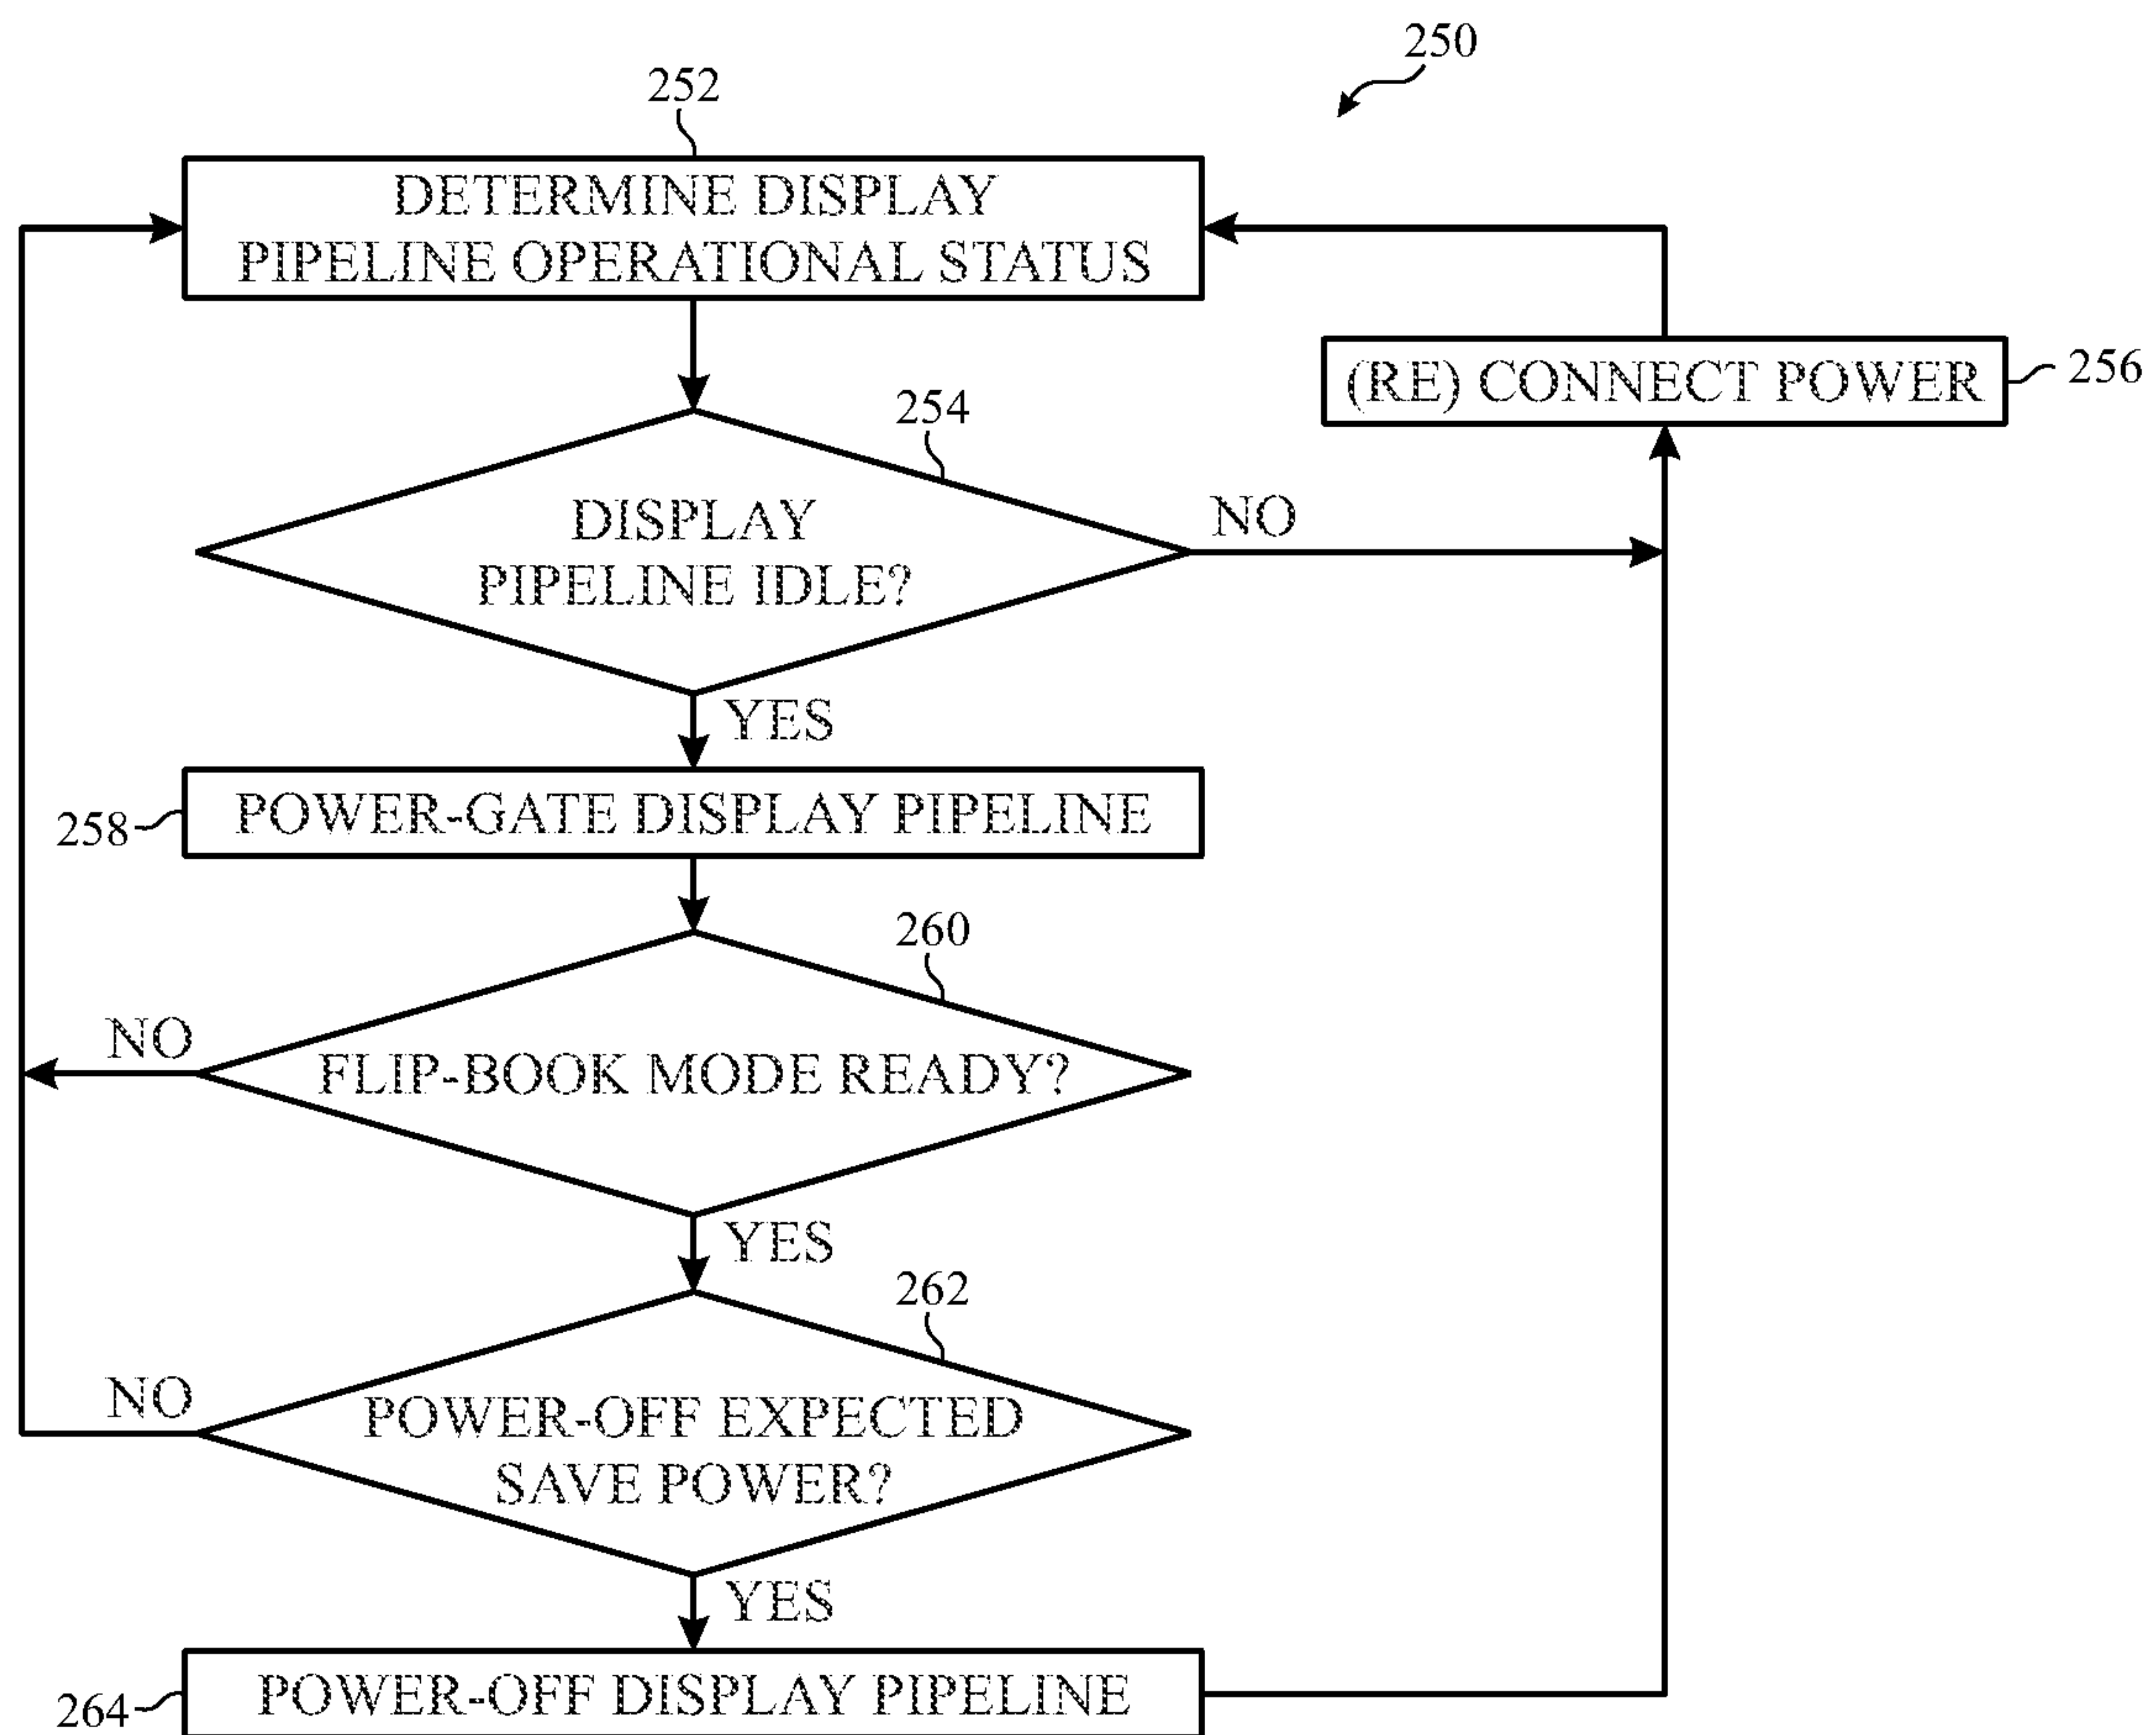 250
252
DETERMINE DISPLAY
PIPELINE OPERATIONAL STATUS
(RE) CONNECT POWER
256
254
DISPLAY
PIPELINE IDLE?
NO
YES
258
POWER-GATE DISPLAY PIPELINE
260
NO
FLIP-BOOK MODE READY?
YES
262
NO
POWER-OFF EXPECTED
SAVE POWER?
YES
264
POWER-OFF DISPLAY PIPELINE